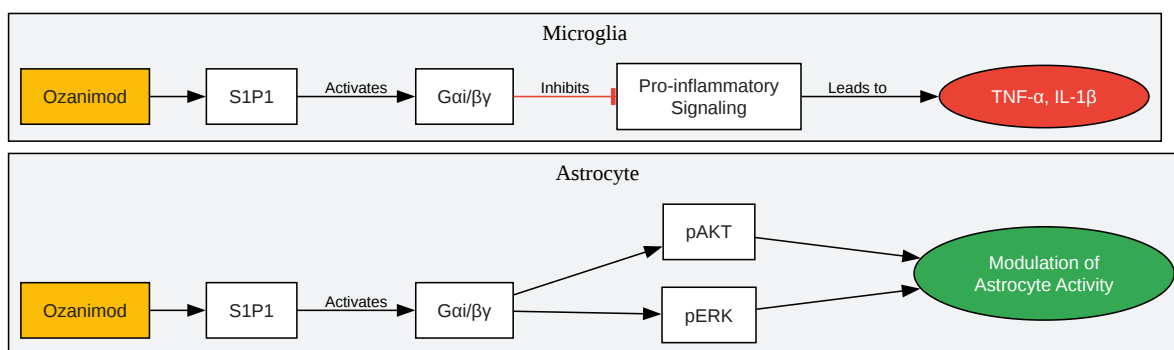 Microglia
Ozanimod
S1P1
Activates
Gαi/βγ
Inhibits
Pro-inflammatory
Signaling
Leads to
TNF-α, IL-1β
Astrocyte
Ozanimod
S1P1
Activates
Gαi/βγ
pAKT
pERK
Modulation of
Astrocyte Activity